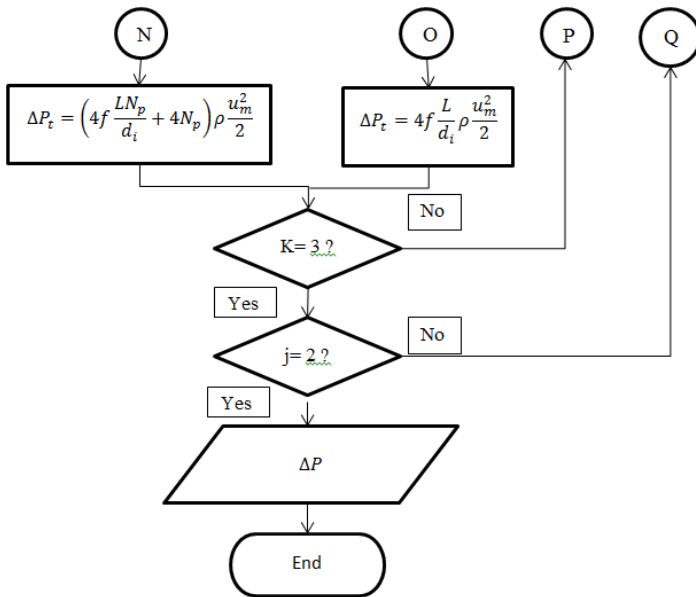 N
O
P
Q
ΔP_t = (4f LN_p/d_i + 4N_p) ρ u_m^2/2
ΔP_t = 4f L/d_i ρ u_m^2/2
No
K= 3 ?
Yes
No
j= 2 ?
Yes
ΔP
End